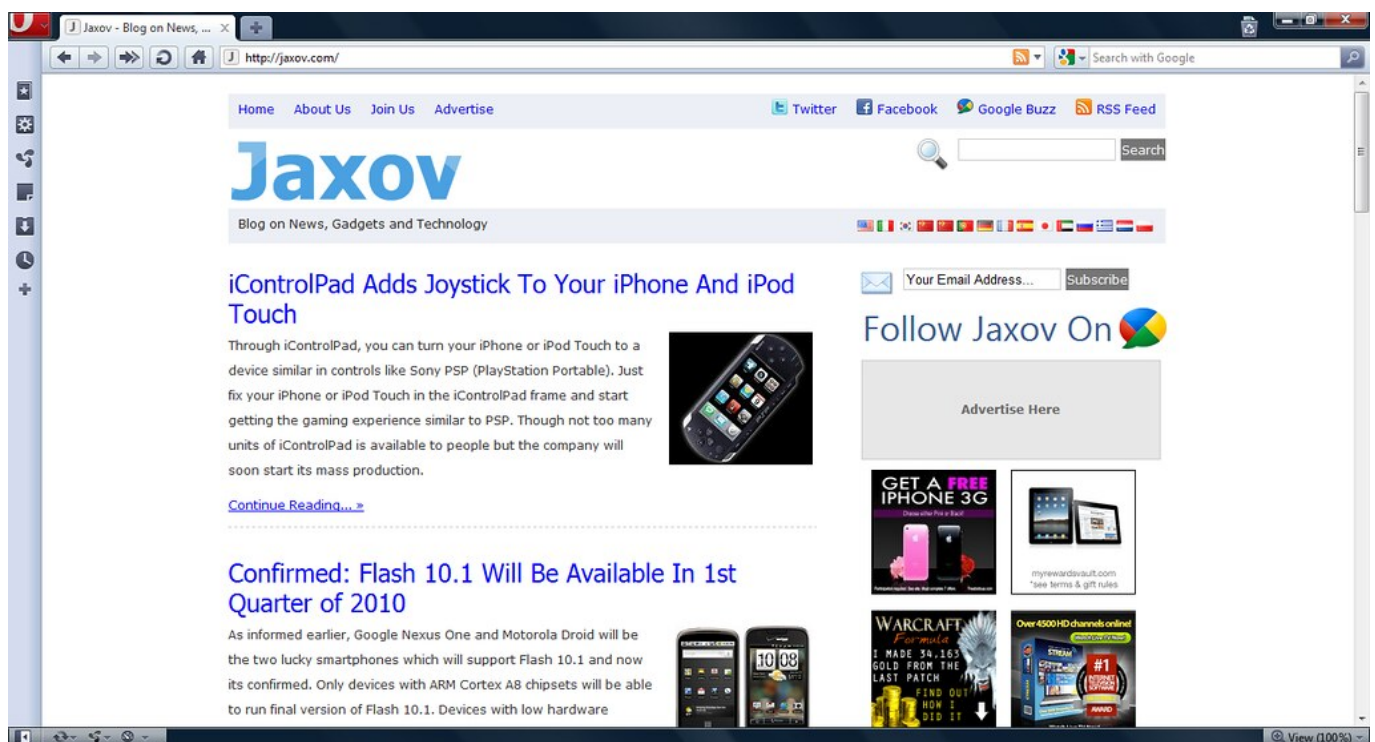 Jaxov - Blog on News, ...
http://jaxov.com/
Search with Google
Home About Us Join Us Advertise
Twitter Facebook Google Buzz RSS Feed
Jaxov
Search
Blog on News, Gadgets and Technology
iControlPad Adds Joystick To Your iPhone And iPod
Touch
Through iControlPad, you can turn your iPhone or iPod Touch to a
device similar in controls like Sony PSP (PlayStation Portable). Just
fix your iPhone or iPod Touch in the iControlPad frame and start
getting the gaming experience similar to PSP. Though not too many
units of iControlPad is available to people but the company will
soon start its mass production.
Continue Reading... »
Confirmed: Flash 10.1 Will Be Available In 1st
Quarter of 2010
As informed earlier, Google Nexus One and Motorola Droid will be
the two lucky smartphones which will support Flash 10.1 and now
its confirmed. Only devices with ARM Cortex A8 chipsets will be able
to run final version of Flash 10.1. Devices with low hardware
10 08
Your Email Address...
Subscribe
Follow Jaxov On
Advertise Here
GET A FREE
IPHONE 3G
Choose either Pink or Black!
myrewardsvault.com
*see terms & gift rules
WARCRAFT
Formula
I MADE 34,163
GOLD FROM THE
LAST PATCH
FIND OUT
HOW I
DID IT
Over 4500 HD channels online!
STREAM
#1
AWARD
View (100%)